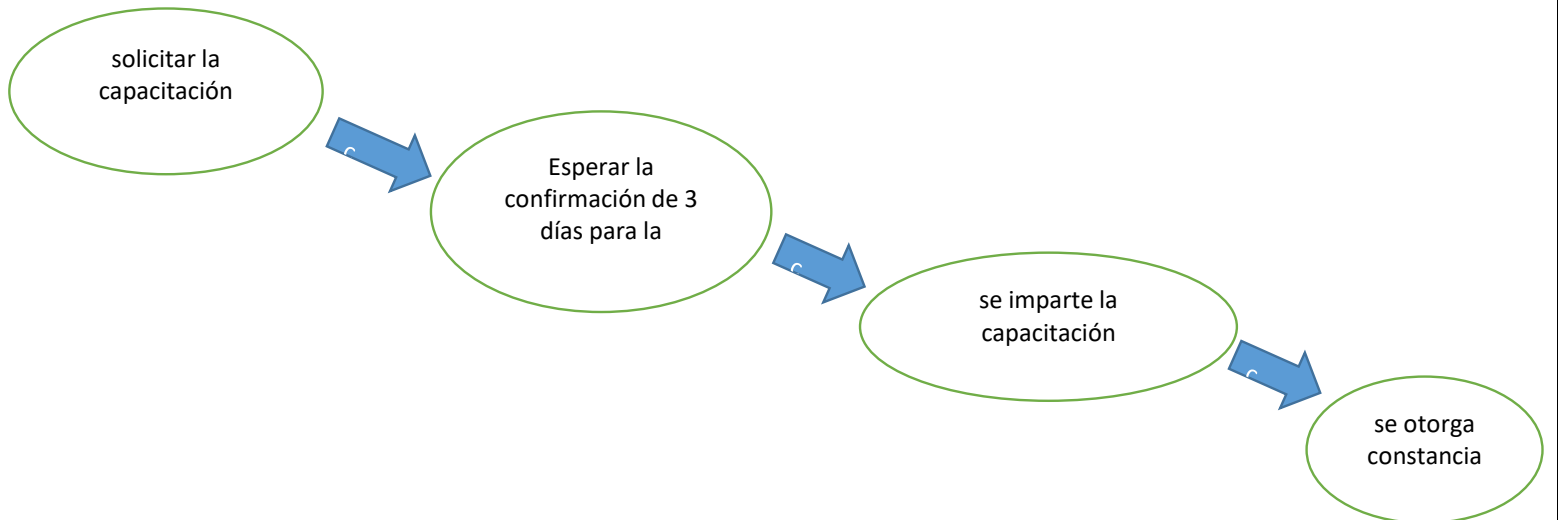 solicitar la
capacitación
Esperar la
confirmación de 3
días para la
se imparte la
capacitación
se otorga
constancia